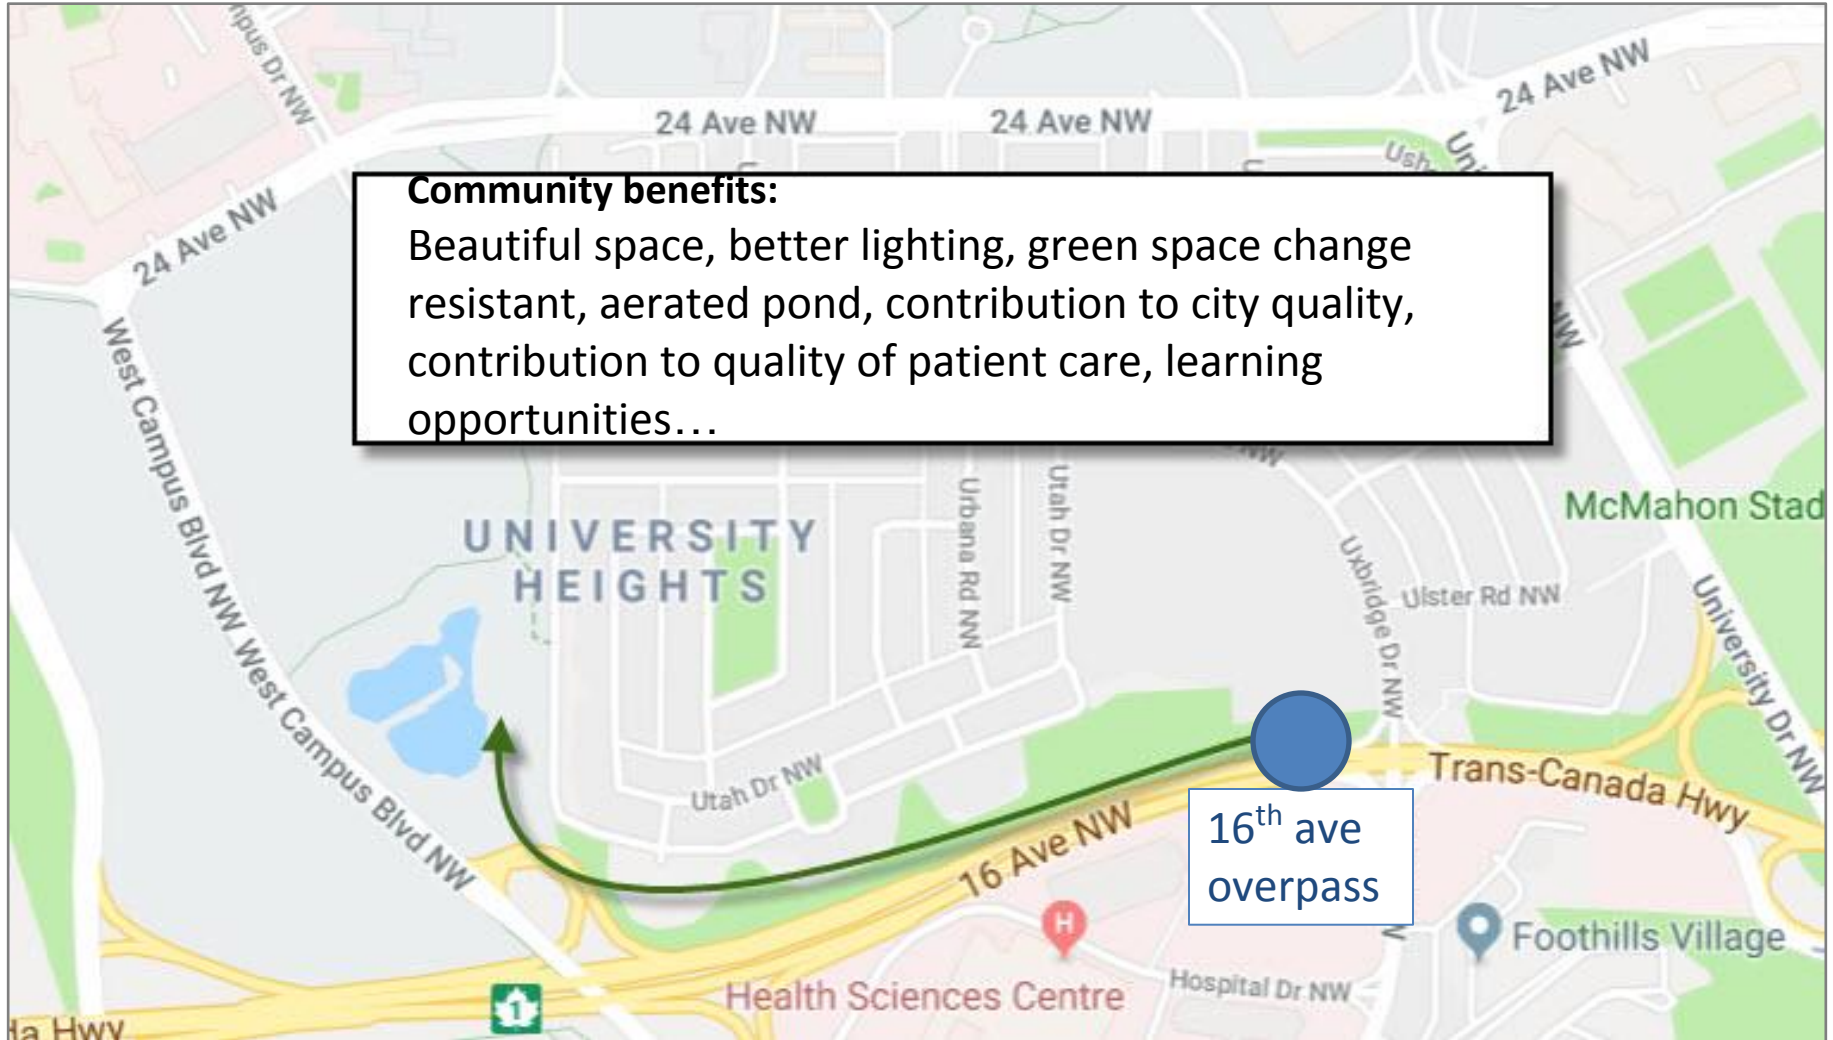 24 Ave NW
24 Ave NW
24 Ave NW
24 Ave NW
Community benefits:
Beautiful space, better lighting, green space change
resistant, aerated pond, contribution to city quality,
contribution to quality of patient care, learning
opportunities…
NW
West Campus Blvd NW
West Campus Blvd NW
UNIVERSITY
HEIGHTS
Urbana Rd NW
Utah Dr NW
McMahon Stad
Uxbridge Dr NW
Ulster Rd NW
University Dr NW
Utah Dr NW
16 Ave NW
Trans-Canada Hwy
16th ave
overpass
H
Foothills Village
Health Sciences Centre
Hospital Dr NW
1
Hwy